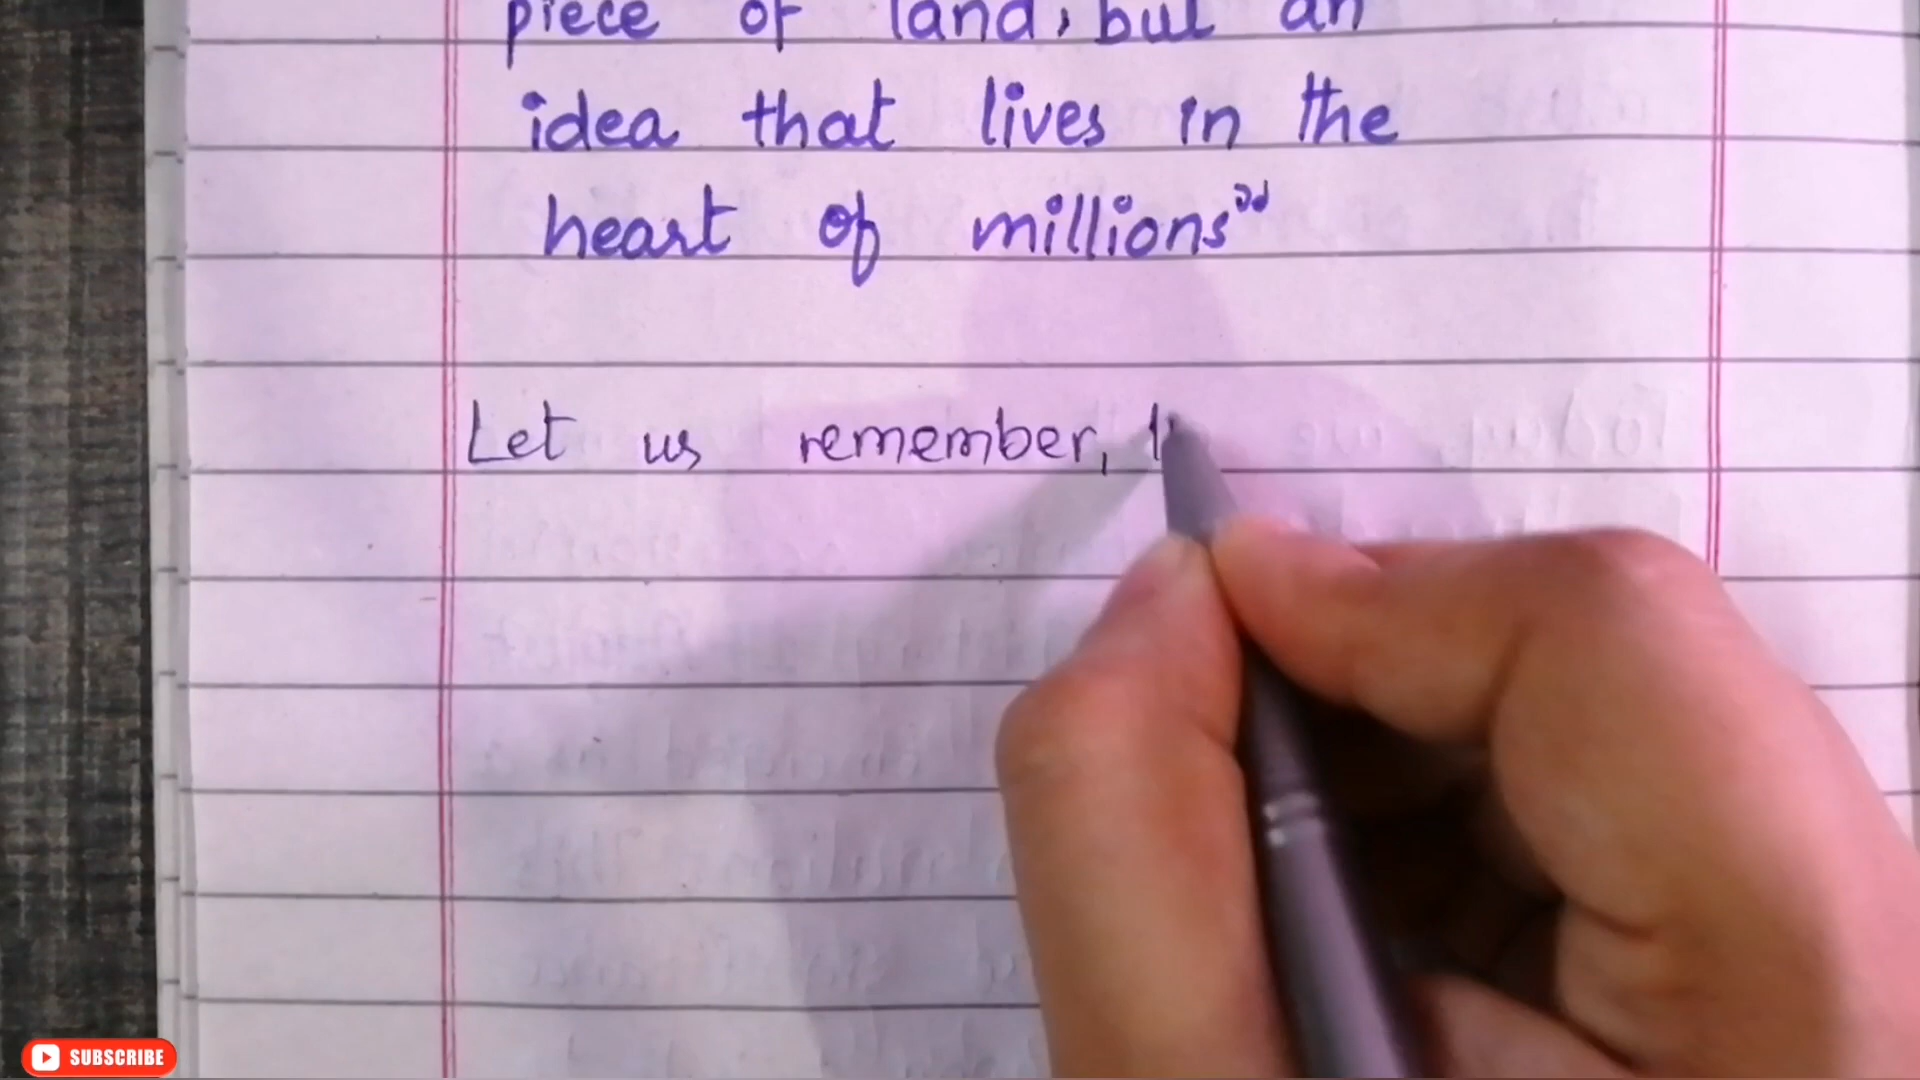 piece of land, but an
idea that lives in the
heart of millions"
Let us remember,
SUBSCRIBE